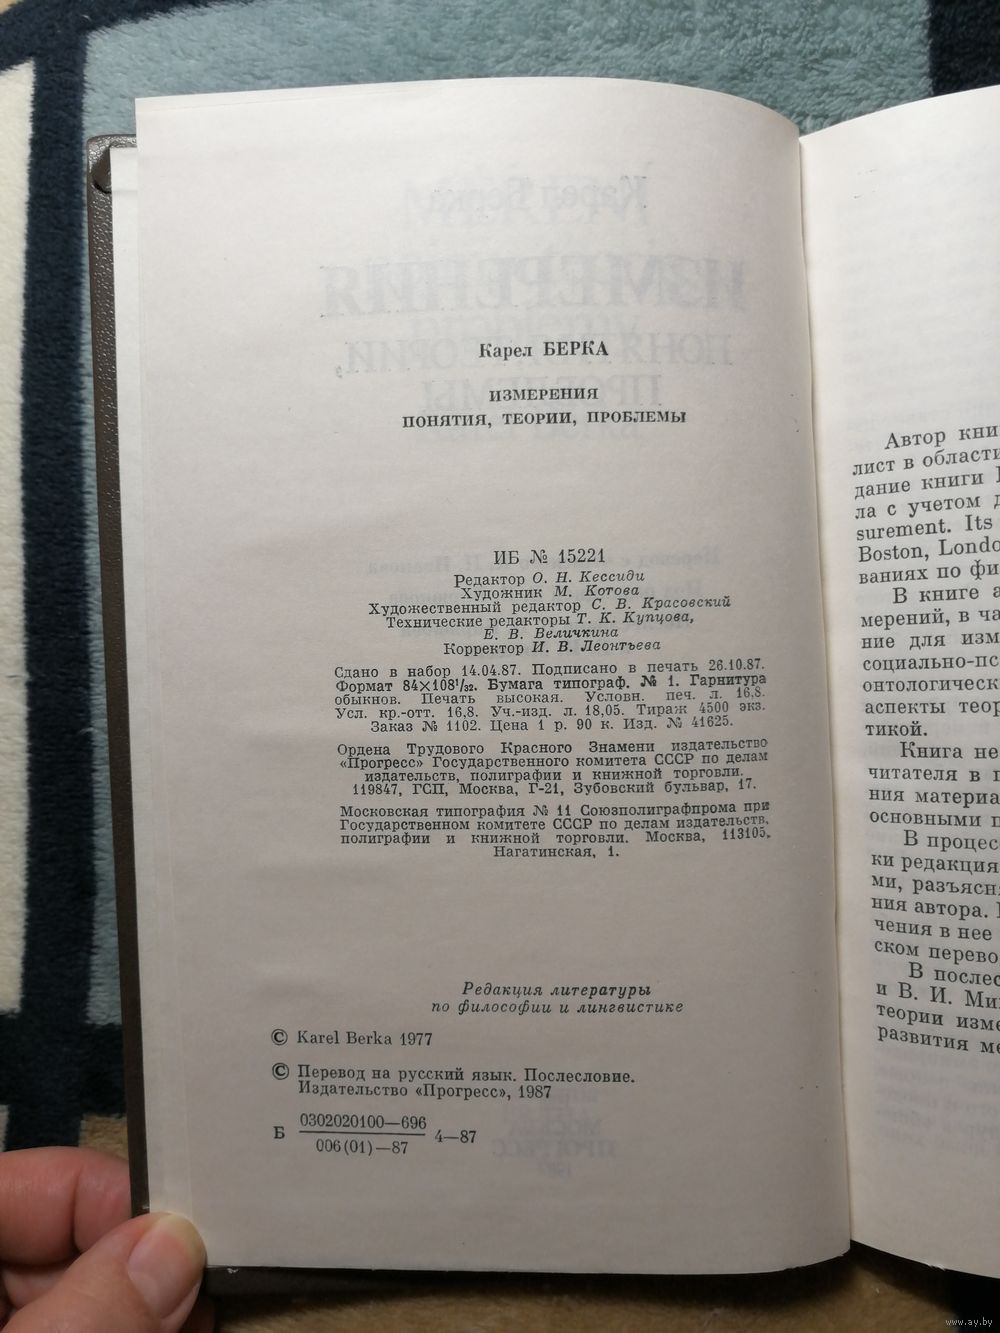 Карел БЕРКА
ИЗМЕРЕНИЯ
ПОНЯТИЯ, ТЕОРИИ, ПРОБЛЕМЫ
ИБ № 15221
Редактор О. Н. Кессиди
Художник М. Котова
Художественный редактор С. В. Красовский
Технические редакторы Т. К. Купцова,
Е. В. Величкина
Корректор И. В. Леонтьева
Сдано в набор 14.04.87. Подписано в печать 26.10.87.
Формат 84×108¹/₃₂. Бумага типограф. № 1. Гарнитура
обыкнов. Печать высокая. Условн. печ. л. 16,8.
Усл. кр.-отт. 16,8. Уч.-изд. л. 18,05. Тираж 4500 экз.
Заказ № 1102. Цена 1 р. 90 к. Изд. № 41625.
Ордена Трудового Красного Знамени издательство
«Прогресс» Государственного комитета СССР по делам
издательств, полиграфии и книжной торговли.
119847, ГСП, Москва, Г-21, Зубовский бульвар, 17.
Московская типография № 11 Союзполиграфпрома при
Государственном комитете СССР по делам издательств,
полиграфии и книжной торговли. Москва, 113105,
Нагатинская, 1.
Редакция литературы
по философии и лингвистике
© Karel Berka 1977
© Перевод на русский язык. Послесловие.
Издательство «Прогресс», 1987
Б 0302020100—696
006(01)—87
4—87
Автор кни
лист в области
дание книги
ла с учетом д
surement. Its
Boston, Londo
ваниях по фи
В книге а
мерений, в ча
ние для изм
социально-пс
онтологическ
аспекты теор
тикой.
Книга не
читателя в п
ния материа
основными п
В процес
ки редакция
ми, разъясн
ния автора.
чения в нее
ском перево
В послес
и В. И. Ми
теории изме
развития ме
www.ay.by